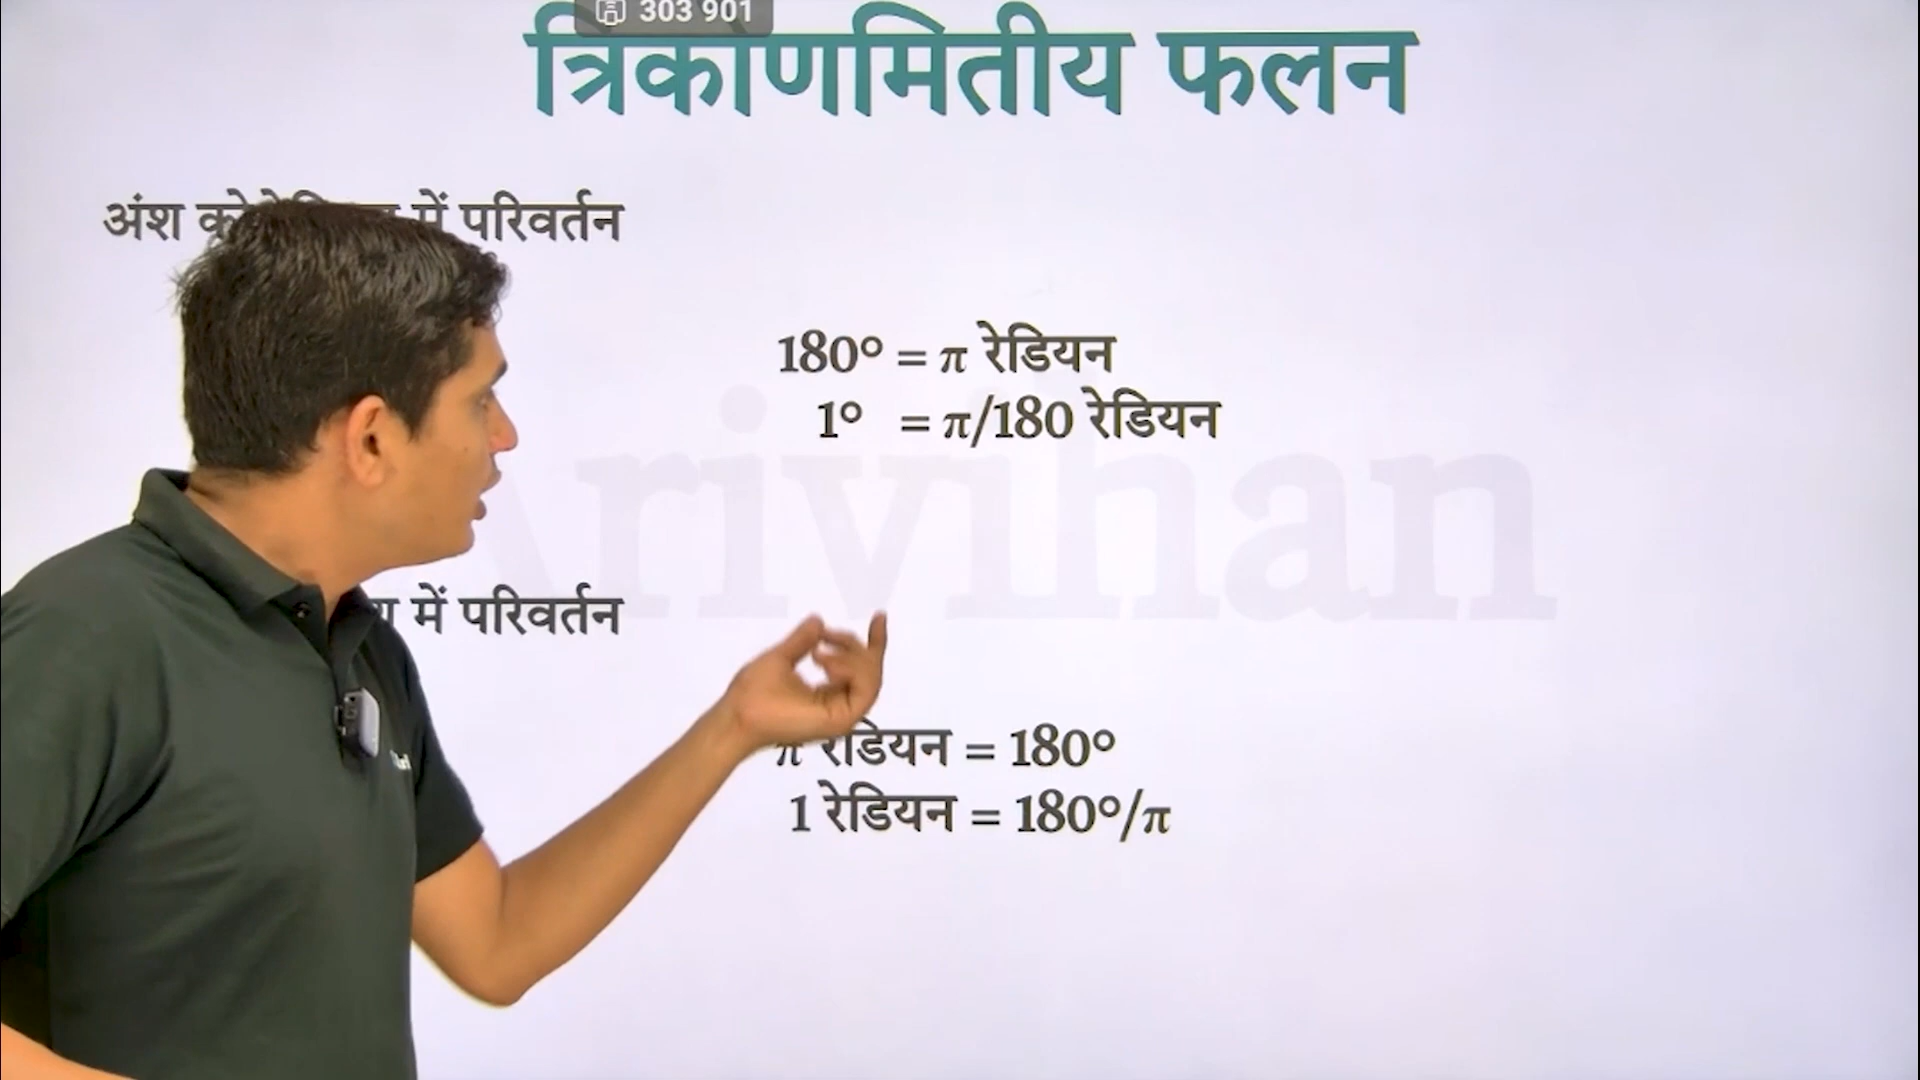 303 901
त्रिकोणमितीय फलन
अंश को में परिवर्तन
180° = π रेडियन
1° = π/180 रेडियन
Arivihan
में परिवर्तन
π रेडियन = 180°
1 रेडियन = 180°/π